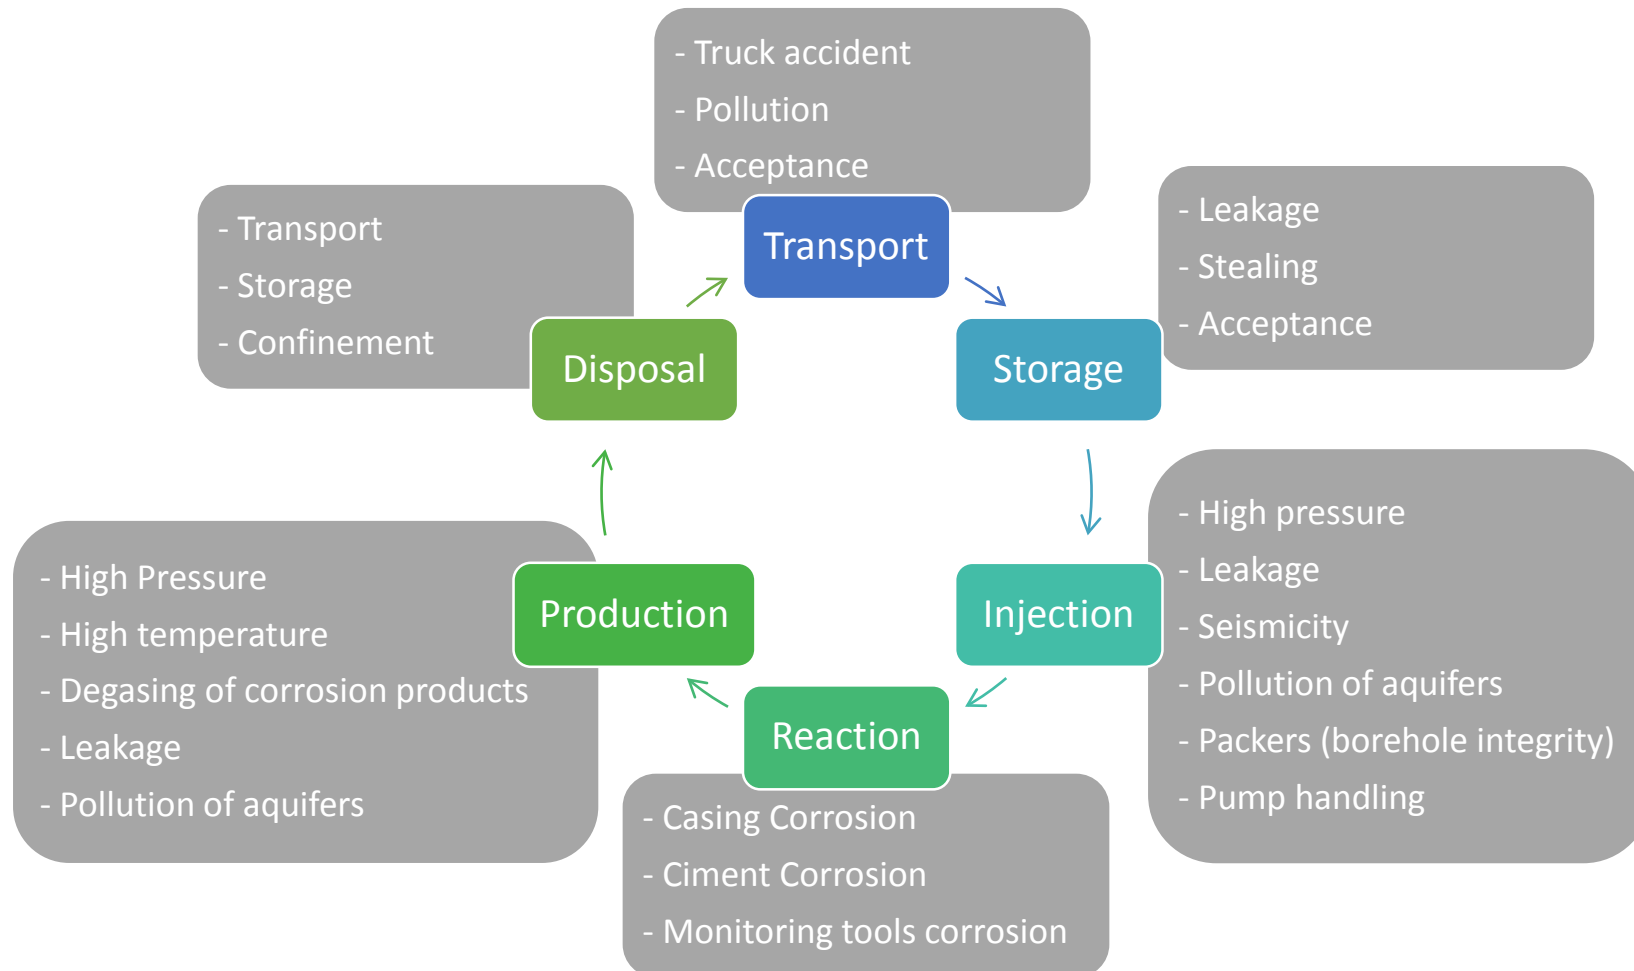 - Truck accident
- Pollution
- Acceptance
Transport
- Leakage
- Stealing
- Acceptance
Storage
- High pressure
- Leakage
- Seismicity
- Pollution of aquifers
- Packers (borehole integrity)
- Pump handling
Injection
Reaction
- Casing Corrosion
- Ciment Corrosion
- Monitoring tools corrosion
Production
- High Pressure
- High temperature
- Degasing of corrosion products
- Leakage
- Pollution of aquifers
- Transport
- Storage
- Confinement
Disposal